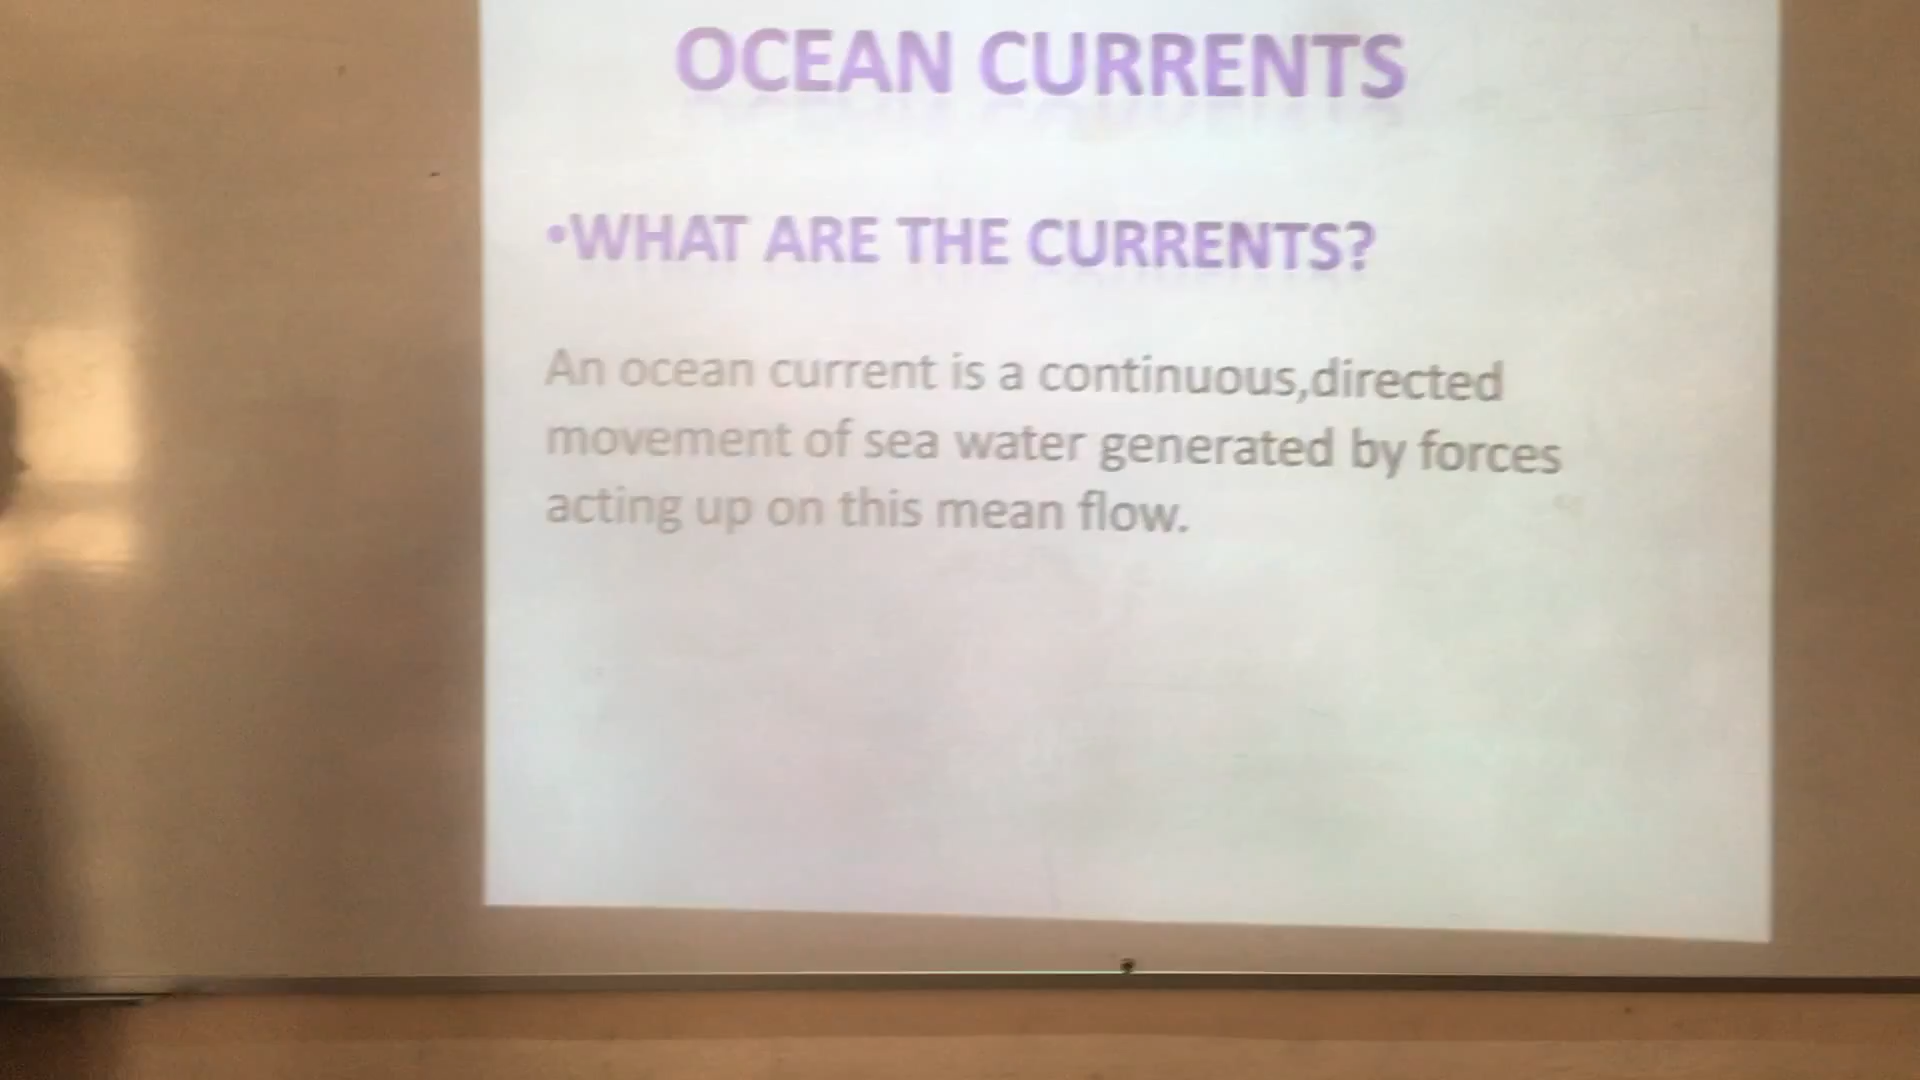 OCEAN CURRENTS
•WHAT ARE THE CURRENTS?
An ocean current is a continuous,directed
movement of sea water generated by forces
acting up on this mean flow.